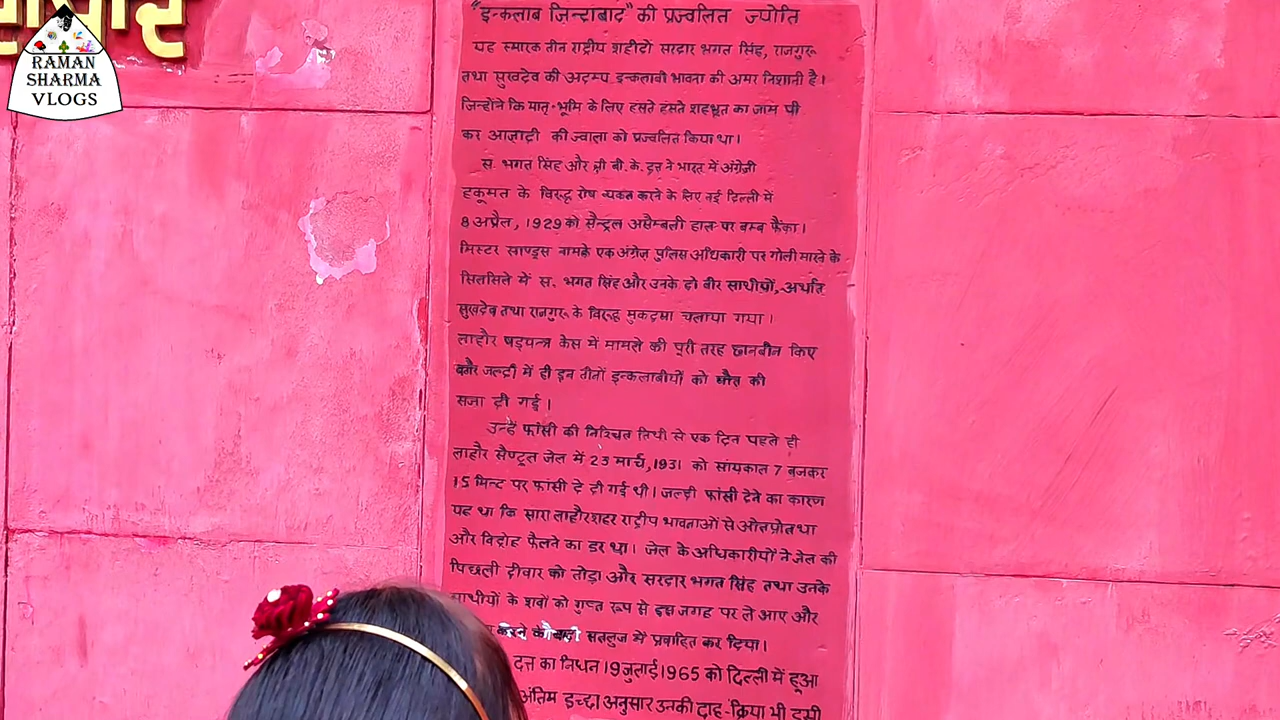 RAMAN
SHARMA
VLOGS
"इन्कलाब ज़िन्दाबाद" की प्रज्वलित ज्योति
यह स्मारक तीन राष्ट्रीय शहीदों सरदार भगत सिंह, राजगुरू
तथा सुखदेव की अदम्य इन्कलाबी भावना की अमर निशानी है।
जिन्होंने कि मातृ-भूमि के लिए हंसते हंसते शहादत का जाम पी
कर आज़ादी की ज्वाला को प्रज्वलित किया था।
स. भगत सिंह और श्री बी. के. दत्त ने भारत में अंग्रेज़ी
हकूमत के विरूद्ध रोष व्यक्त करने के लिए नई दिल्ली में
8 अप्रैल, 1929 को सैन्ट्रल असैम्बली हाल पर बम्ब फैंका।
मिस्टर साण्ड्रस नामक एक अंग्रेज़ पुलिस अधिकारी पर गोली मारने के
सिलसिले में स. भगत सिंह और उनके दो वीर साथीयों, अर्थात
सुखदेव तथा राजगुरू के विरूद्ध मुकदमा चलाया गया।
लाहौर षड्यन्त्र केस में मामले की पूरी तरह छानबीन किए
बगैर जल्दी में ही इन तीनों इन्कलाबीयों को मौत की
सजा दी गई।
उन्हें फांसी की निश्चित तिथी से एक दिन पहले ही
लाहौर सैण्ट्रल जेल में 23 मार्च, 1931 को सांयकाल 7 बजकर
15 मिन्ट पर फांसी दे दी गई थी। जल्दी फांसी देने का कारण
यह था कि सारा लाहौर शहर राष्ट्रीय भावनाओं से ओतप्रोत था
और विद्रोह फैलने का डर था। जेल के अधिकारीयों ने जेल की
पिछली दीवार को तोड़ा और सरदार भगत सिंह तथा उनके
साथीयों के शवों को गुप्त रूप से इस जगह पर ले आए और
करने के सतलुज में प्रवाहित कर दिया।
दत्त का निधन 19 जुलाई 1965 को दिल्ली में हुआ
अंतिम इच्छा अनुसार उनकी दाह-क्रिया भी इसी